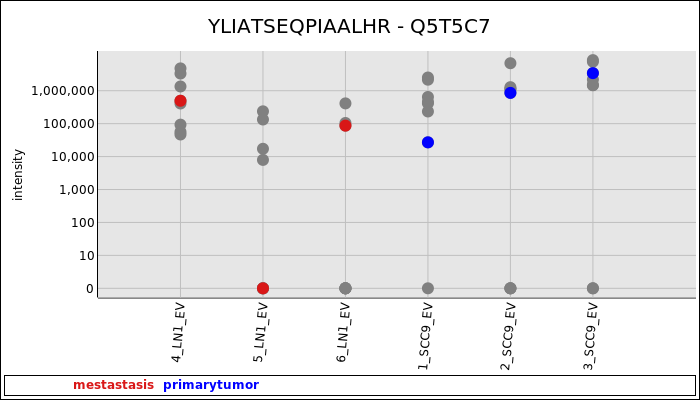 YLIATSEQPIAALHR - Q5T5C7
intensity
1,000,000
100,000
10,000
1,000
100
10
0
4_LN1_EV
5_LN1_EV
6_LN1_EV
1_SCC9_EV
2_SCC9_EV
3_SCC9_EV
mestastasis primarytumor